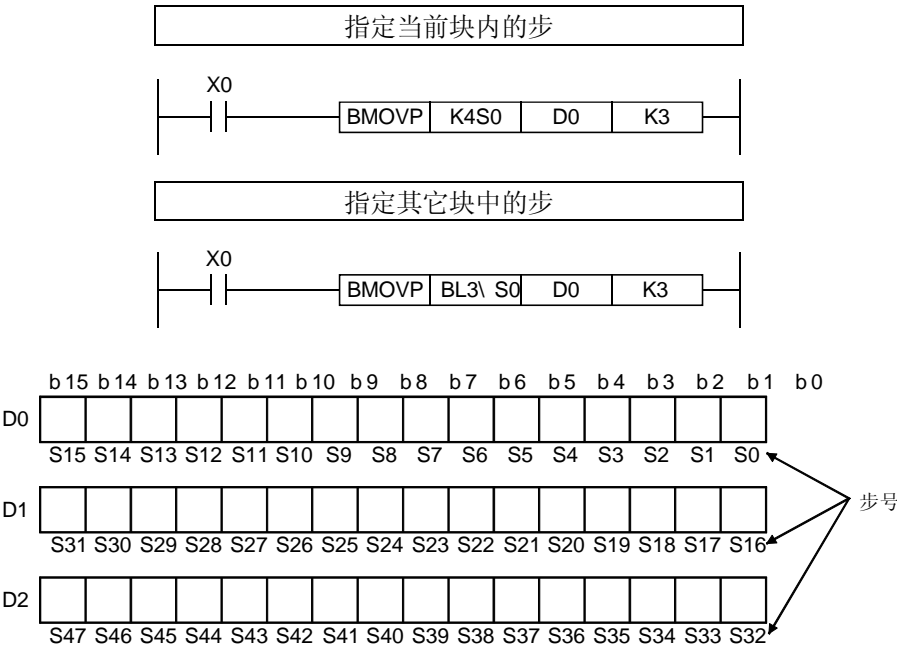 指定当前块内的步
X0
BMOVP K4S0 D0 K3
指定其它块中的步
X0
BMOVP BL3\ S0 D0 K3
b15 b14 b13 b12 b11 b10 b9 b8 b7 b6 b5 b4 b3 b2 b1 b0
D0
S15 S14 S13 S12 S11 S10 S9 S8 S7 S6 S5 S4 S3 S2 S1 S0
步号
D1
S31 S30 S29 S28 S27 S26 S25 S24 S23 S22 S21 S20 S19 S18 S17 S16
D2
S47 S46 S45 S44 S43 S42 S41 S40 S39 S38 S37 S36 S35 S34 S33 S32